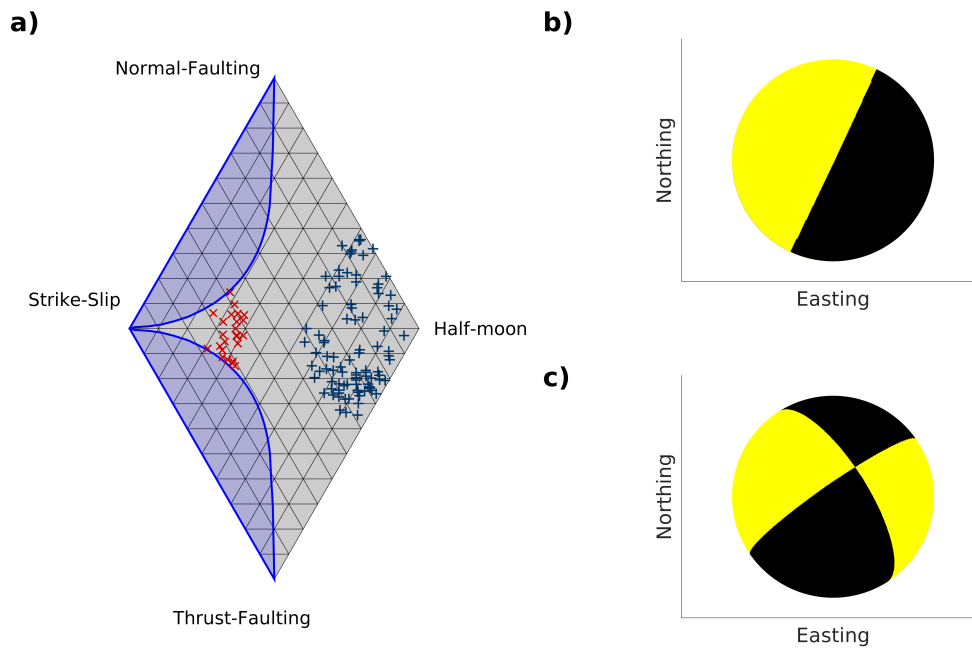 a)
Normal-Faulting
Strike-Slip
Half-moon
Thrust-Faulting
b)
Northing
Easting
c)
Northing
Easting